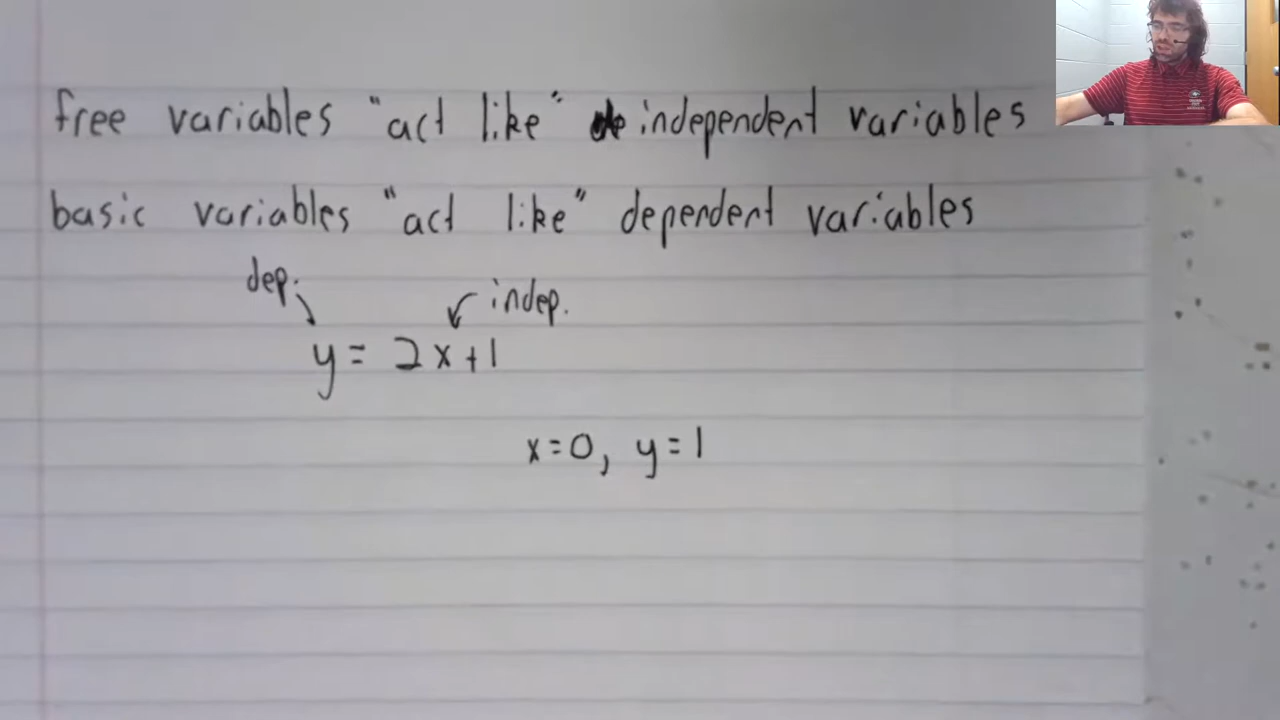 free variables "act like" independent variables
basic variables "act like" dependent variables
dep. indep.
y = 2x+1
x=0, y=1